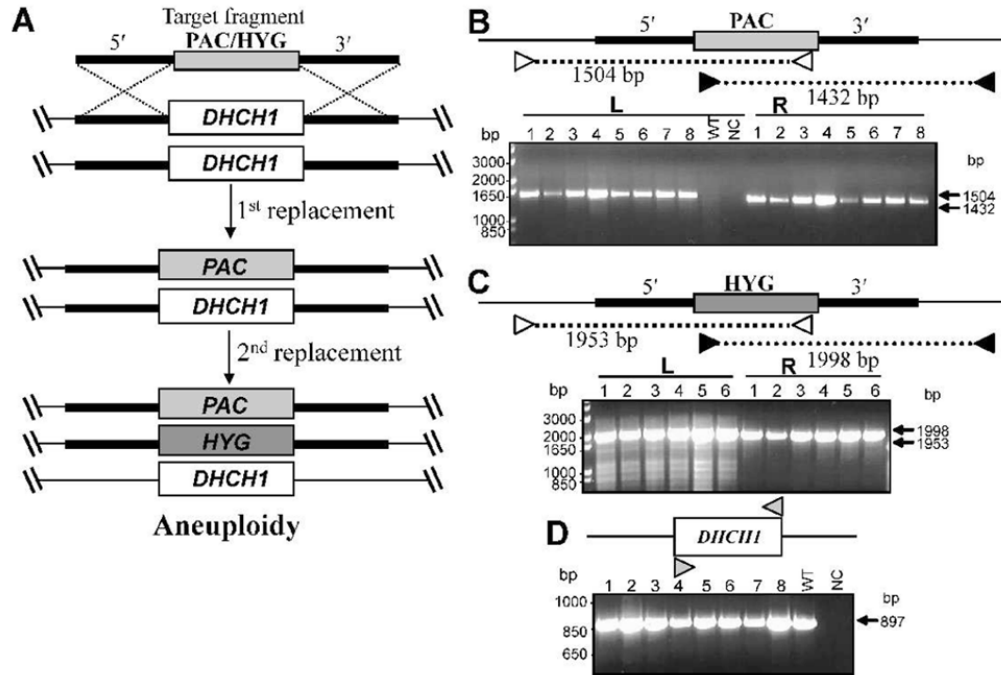 A
Target fragment
PAC/HYG
5′ 3′
DHCH1
DHCH1
1st replacement
PAC
DHCH1
2nd replacement
PAC
HYG
DHCH1
Aneuploidy
B
5′ PAC 3′
1504 bp
1432 bp
L R
bp 1 2 3 4 5 6 7 8 WT NC 1 2 3 4 5 6 7 8 bp
3000
2000
1650
1000
850
1504
1432
C
5′ HYG 3′
1953 bp
1998 bp
L R
bp 1 2 3 4 5 6 1 2 3 4 5 6 bp
3000
2000
1650
1000
850
1998
1953
D
DHCH1
bp 1 2 3 4 5 6 7 8 WT NC bp
1000
850
650
897